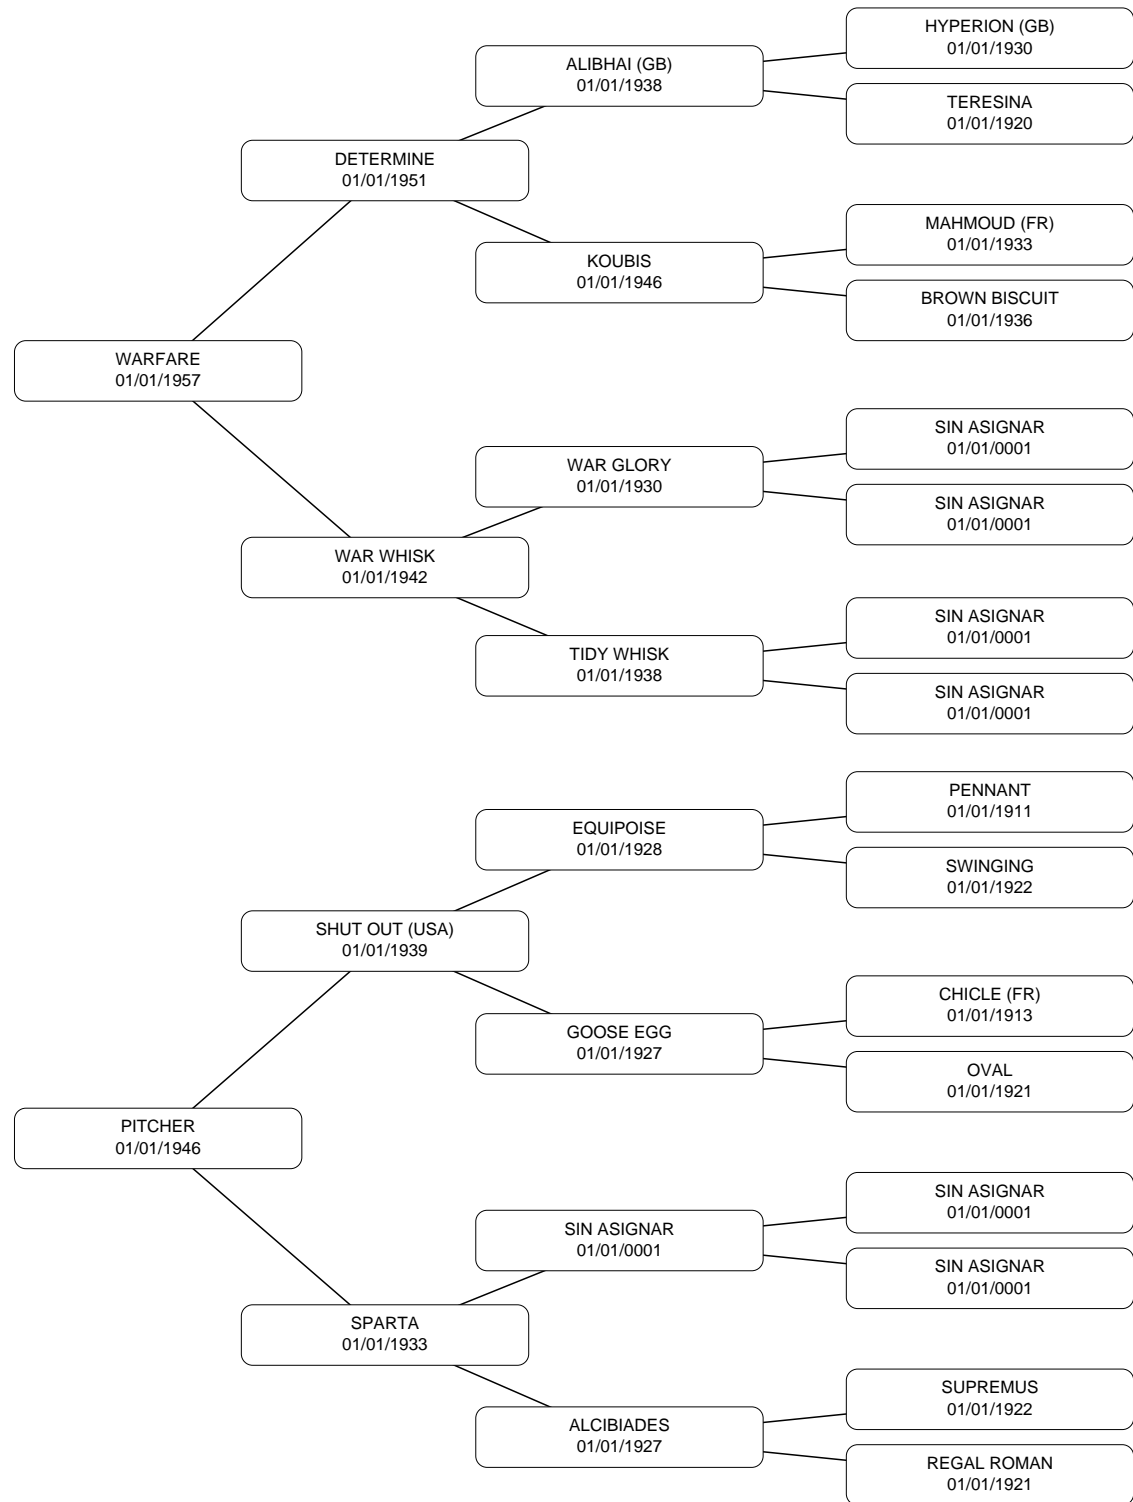 HYPERION (GB)
01/01/1930
ALIBHAI (GB)
01/01/1938
TERESINA
01/01/1920
DETERMINE
01/01/1951
MAHMOUD (FR)
01/01/1933
KOUBIS
01/01/1946
BROWN BISCUIT
01/01/1936
WARFARE
01/01/1957
SIN ASIGNAR
01/01/0001
WAR GLORY
01/01/1930
SIN ASIGNAR
01/01/0001
WAR WHISK
01/01/1942
SIN ASIGNAR
01/01/0001
TIDY WHISK
01/01/1938
SIN ASIGNAR
01/01/0001
PENNANT
01/01/1911
EQUIPOISE
01/01/1928
SWINGING
01/01/1922
SHUT OUT (USA)
01/01/1939
CHICLE (FR)
01/01/1913
GOOSE EGG
01/01/1927
OVAL
01/01/1921
PITCHER
01/01/1946
SIN ASIGNAR
01/01/0001
SIN ASIGNAR
01/01/0001
SIN ASIGNAR
01/01/0001
SPARTA
01/01/1933
SUPREMUS
01/01/1922
ALCIBIADES
01/01/1927
REGAL ROMAN
01/01/1921